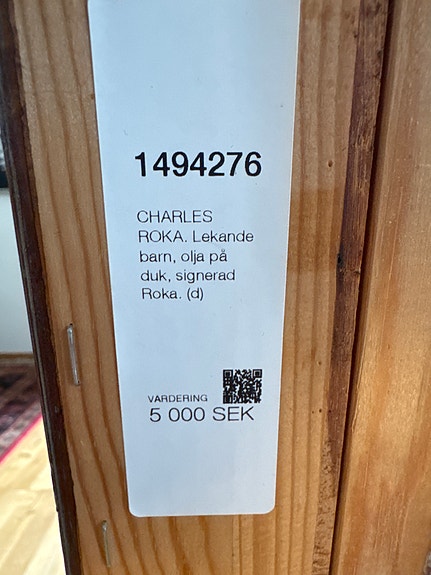 1494276
CHARLES
ROKA. Lekande
barn, olja på
duk, signerad
Roka. (d)
VARDERING
5 000 SEK